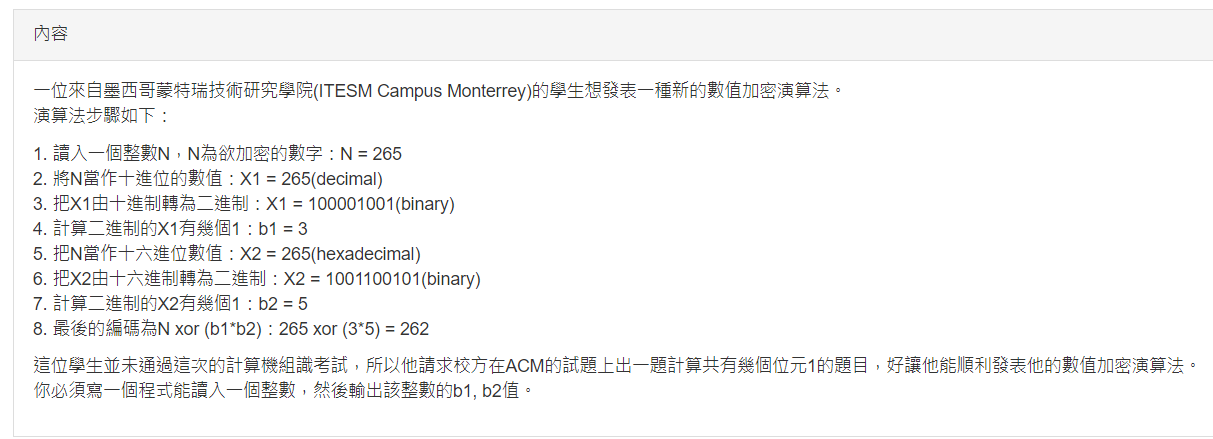 內容
一位來自墨西哥蒙特瑞技術研究學院(ITESM Campus Monterrey)的學生想發表一種新的數值加密演算法。
演算法步驟如下：
1. 讀入一個整數N，N為欲加密的數字：N = 265
2. 將N當作十進位的數值：X1 = 265(decimal)
3. 把X1由十進制轉為二進制：X1 = 100001001(binary)
4. 計算二進制的X1有幾個1：b1 = 3
5. 把N當作十六進位數值：X2 = 265(hexadecimal)
6. 把X2由十六進制轉為二進制：X2 = 1001100101(binary)
7. 計算二進制的X2有幾個1：b2 = 5
8. 最後的編碼為N xor (b1*b2)：265 xor (3*5) = 262
這位學生並未通過這次的計算機組識考試，所以他請求校方在ACM的試題上出一題計算共有幾個位元1的題目，好讓他能順利發表他的數值加密演算法。
你必須寫一個程式能讀入一個整數，然後輸出該整數的b1, b2值。